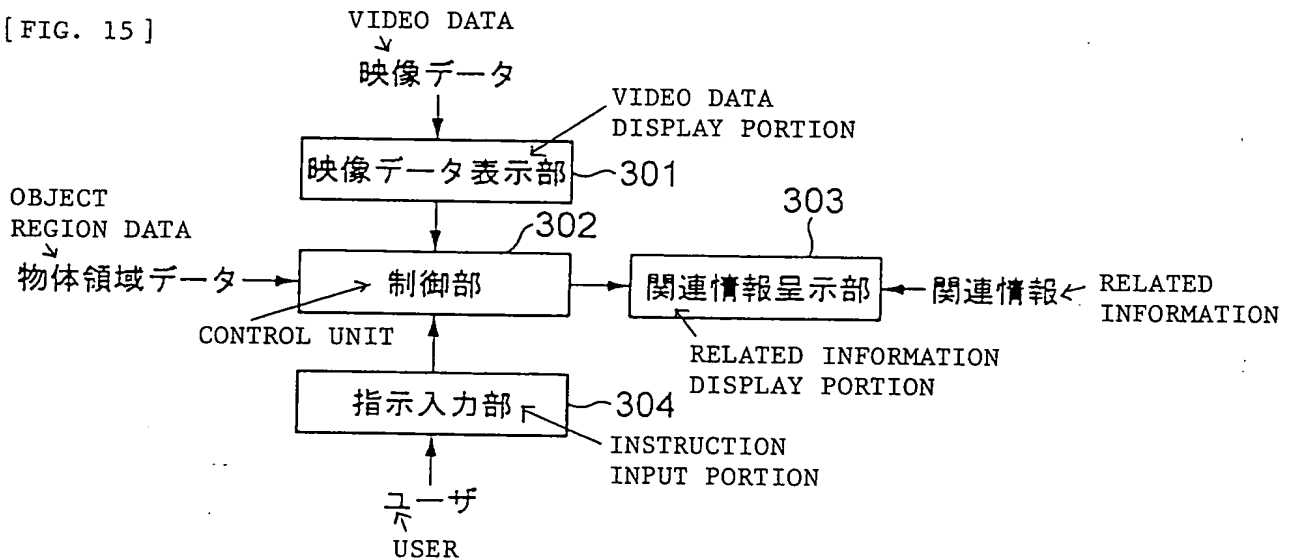 [FIG. 15]
VIDEO DATA
映像データ
VIDEO DATA
DISPLAY PORTION
映像データ表示部
301
OBJECT
REGION DATA
物体領域データ
302
制御部
CONTROL UNIT
303
関連情報呈示部
関連情報
RELATED
INFORMATION
RELATED INFORMATION
DISPLAY PORTION
指示入力部
304
INSTRUCTION
INPUT PORTION
ユーザ
USER